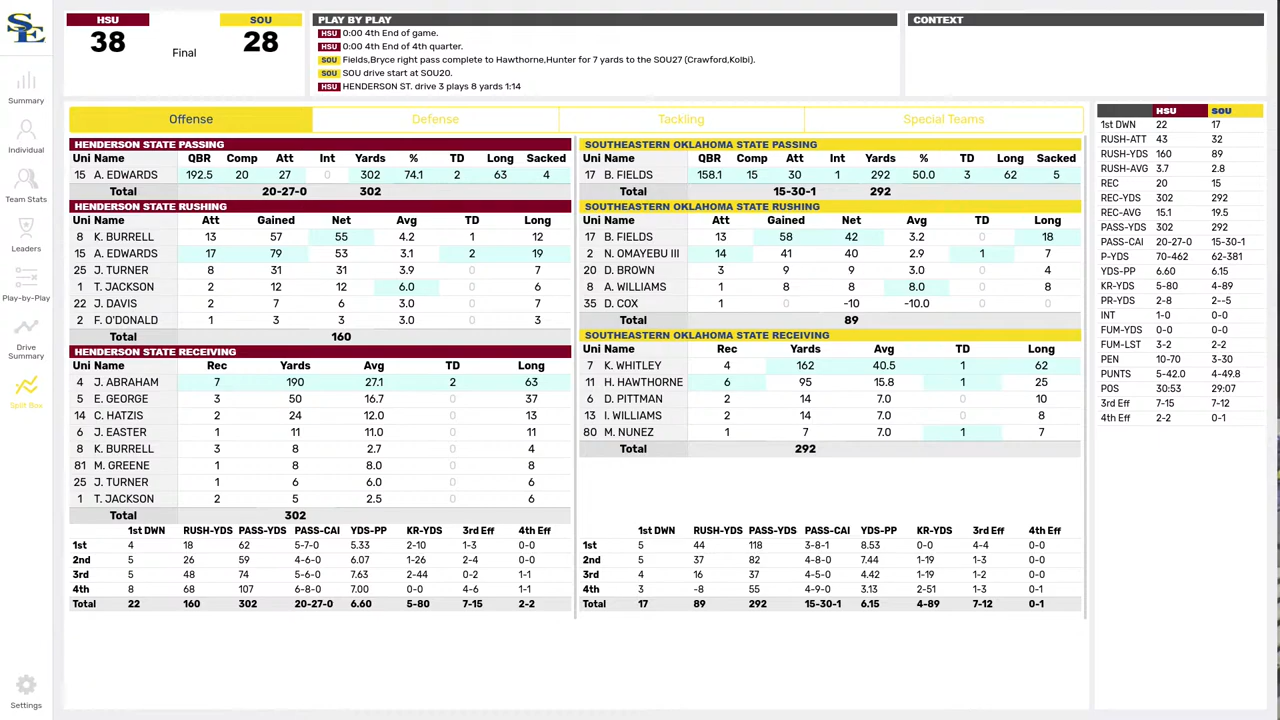 SE
Summary
Individual
Team Stats
Leaders
Play-by-Play
Drive Summary
Split Box
Settings
HSU SOU
38 Final 28
PLAY BY PLAY
HSU 0:00 4th End of game.
HSU 0:00 4th End of 4th quarter.
SOU Fields,Bryce right pass complete to Hawthorne,Hunter for 7 yards to the SOU27 (Crawford,Kolbi).
SOU SOU drive start at SOU20.
HSU HENDERSON ST. drive 3 plays 8 yards 1:14
CONTEXT
Offense Defense Tackling Special Teams
HENDERSON STATE PASSING
Uni Name QBR Comp Att Int Yards % TD Long Sacked
15 A. EDWARDS 192.5 20 27 0 302 74.1 2 63 4
Total 20-27-0 302
HENDERSON STATE RUSHING
Uni Name Att Gained Net Avg TD Long
8 K. BURRELL 13 57 55 4.2 1 12
15 A. EDWARDS 17 79 53 3.1 2 19
25 J. TURNER 8 31 31 3.9 0 7
1 T. JACKSON 2 12 12 6.0 0 6
22 J. DAVIS 2 7 6 3.0 0 7
2 F. O'DONALD 1 3 3 3.0 0 3
Total 160
HENDERSON STATE RECEIVING
Uni Name Rec Yards Avg TD Long
4 J. ABRAHAM 7 190 27.1 2 63
5 E. GEORGE 3 50 16.7 0 37
14 C. HATZIS 2 24 12.0 0 13
6 J. EASTER 1 11 11.0 0 11
8 K. BURRELL 3 8 2.7 0 4
81 M. GREENE 1 8 8.0 0 8
25 J. TURNER 1 6 6.0 0 6
1 T. JACKSON 2 5 2.5 0 6
Total 302
1st DWN RUSH-YDS PASS-YDS PASS-CAI YDS-PP KR-YDS 3rd Eff 4th Eff
1st 4 18 62 5-7-0 5.33 2-10 1-3 0-0
2nd 5 26 59 4-6-0 6.07 1-26 2-4 0-0
3rd 5 48 74 5-6-0 7.63 2-44 0-2 1-1
4th 8 68 107 6-8-0 7.00 0-0 4-6 1-1
Total 22 160 302 20-27-0 6.60 5-80 7-15 2-2
SOUTHEASTERN OKLAHOMA STATE PASSING
Uni Name QBR Comp Att Int Yards % TD Long Sacked
17 B. FIELDS 158.1 15 30 1 292 50.0 3 62 5
Total 15-30-1 292
SOUTHEASTERN OKLAHOMA STATE RUSHING
Uni Name Att Gained Net Avg TD Long
17 B. FIELDS 13 58 42 3.2 0 18
2 N. OMAYEBU III 14 41 40 2.9 1 7
20 D. BROWN 3 9 9 3.0 0 4
8 A. WILLIAMS 1 8 8 8.0 0 8
35 D. COX 1 0 -10 -10.0 0 0
Total 89
SOUTHEASTERN OKLAHOMA STATE RECEIVING
Uni Name Rec Yards Avg TD Long
7 K. WHITLEY 4 162 40.5 1 62
11 H. HAWTHORNE 6 95 15.8 1 25
6 D. PITTMAN 2 14 7.0 0 10
13 I. WILLIAMS 2 14 7.0 0 8
80 M. NUNEZ 1 7 7.0 1 7
Total 292
1st DWN RUSH-YDS PASS-YDS PASS-CAI YDS-PP KR-YDS 3rd Eff 4th Eff
1st 5 44 118 3-8-1 8.53 0-0 4-4 0-0
2nd 5 37 82 4-8-0 7.44 1-19 1-3 0-0
3rd 4 16 37 4-5-0 4.42 1-19 1-2 0-0
4th 3 -8 55 4-9-0 3.13 2-51 1-3 0-1
Total 17 89 292 15-30-1 6.15 4-89 7-12 0-1
HSU SOU
1st DWN 22 17
RUSH-ATT 43 32
RUSH-YDS 160 89
RUSH-AVG 3.7 2.8
REC 20 15
REC-YDS 302 292
REC-AVG 15.1 19.5
PASS-YDS 302 292
PASS-CAI 20-27-0 15-30-1
P-YDS 70-462 62-381
YDS-PP 6.60 6.15
KR-YDS 5-80 4-89
PR-YDS 2-8 2--5
INT 1-0 0-0
FUM-YDS 0-0 0-0
FUM-LST 3-2 2-2
PEN 10-70 3-30
PUNTS 5-42.0 4-49.8
POS 30:53 29:07
3rd Eff 7-15 7-12
4th Eff 2-2 0-1